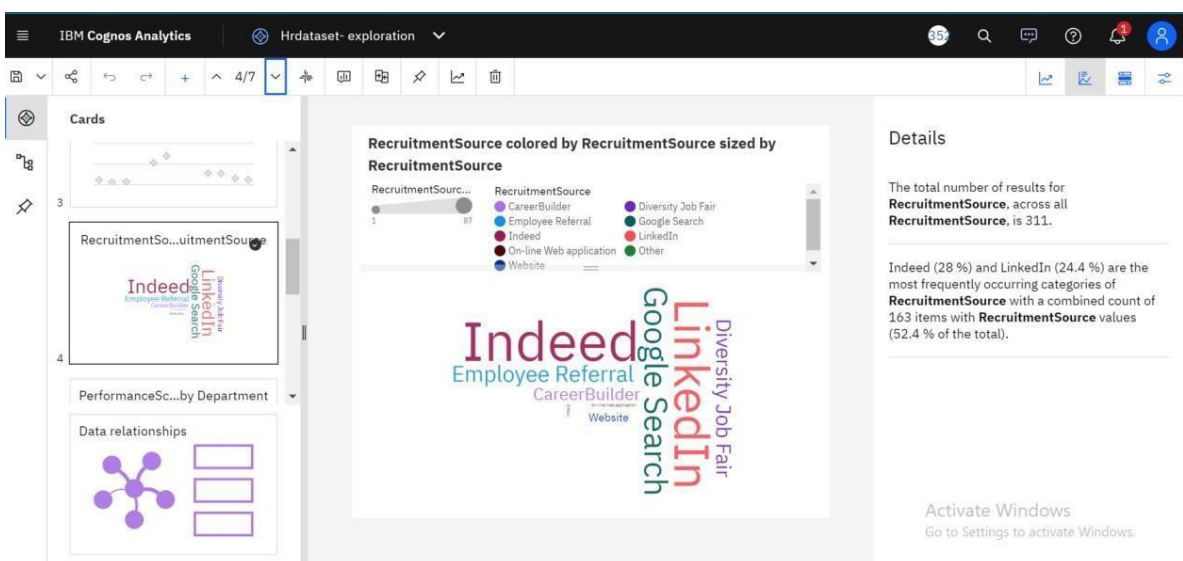 IBM Cognos Analytics
Hrdataset- exploration
352
4/7
Cards
3
RecruitmentSo...uitmentSource
Indeed
Employee Referral
CareerBuilder
Google Search
LinkedIn
Diversity Job Fair
4
PerformanceSc...by Department
Data relationships
RecruitmentSource colored by RecruitmentSource sized by
RecruitmentSource
RecruitmentSourc...
1
87
RecruitmentSource
CareerBuilder
Diversity Job Fair
Employee Referral
Google Search
Indeed
LinkedIn
On-line Web application
Other
Website
Indeed
Employee Referral
CareerBuilder
On-line Web application
Website
Google Search
LinkedIn
Diversity Job Fair
Details
The total number of results for
RecruitmentSource, across all
RecruitmentSource, is 311.
Indeed (28 %) and LinkedIn (24.4 %) are the
most frequently occurring categories of
RecruitmentSource with a combined count of
163 items with RecruitmentSource values
(52.4 % of the total).
Activate Windows
Go to Settings to activate Windows.